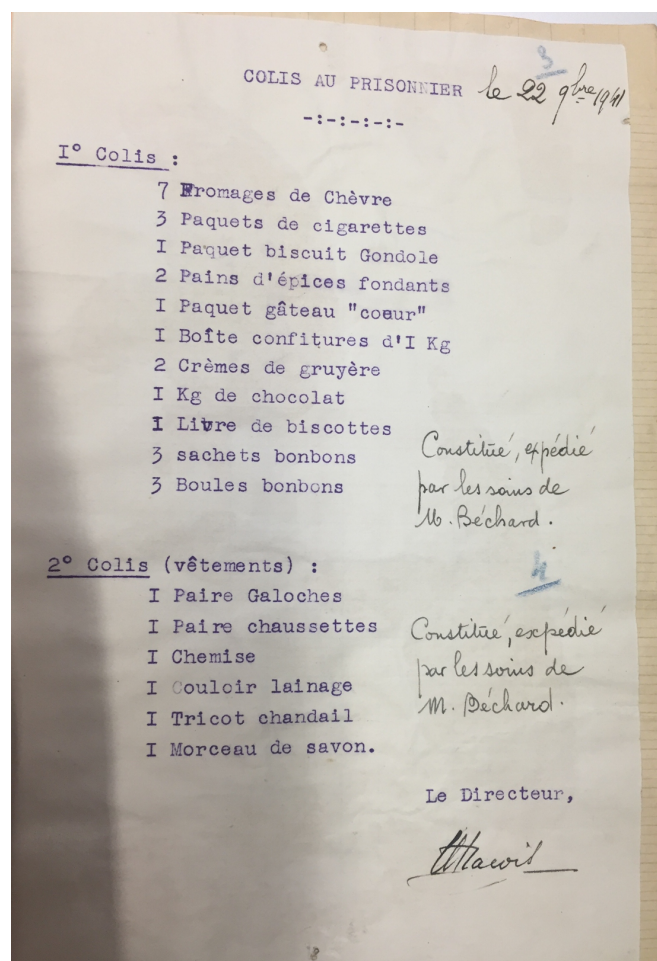 3
COLIS AU PRISONNIER le 22 9bre 1941
-:-:-:-:-
I° Colis :
7 Fromages de Chèvre
3 Paquets de cigarettes
I Paquet biscuit Gondole
2 Pains d'épices fondants
I Paquet gâteau "coeur"
I Boîte confitures d'I Kg
2 Crèmes de gruyère
I Kg de chocolat
I Livre de biscottes
3 sachets bonbons
3 Boules bonbons
Constitué, expédié
par les soins de
M. Béchard.
2° Colis (vêtements) :
4
I Paire Galoches
I Paire chaussettes
I Chemise
I Couloir lainage
I Tricot chandail
I Morceau de savon.
Constitué, expédié
par les soins de
M. Béchard.
Le Directeur,
8